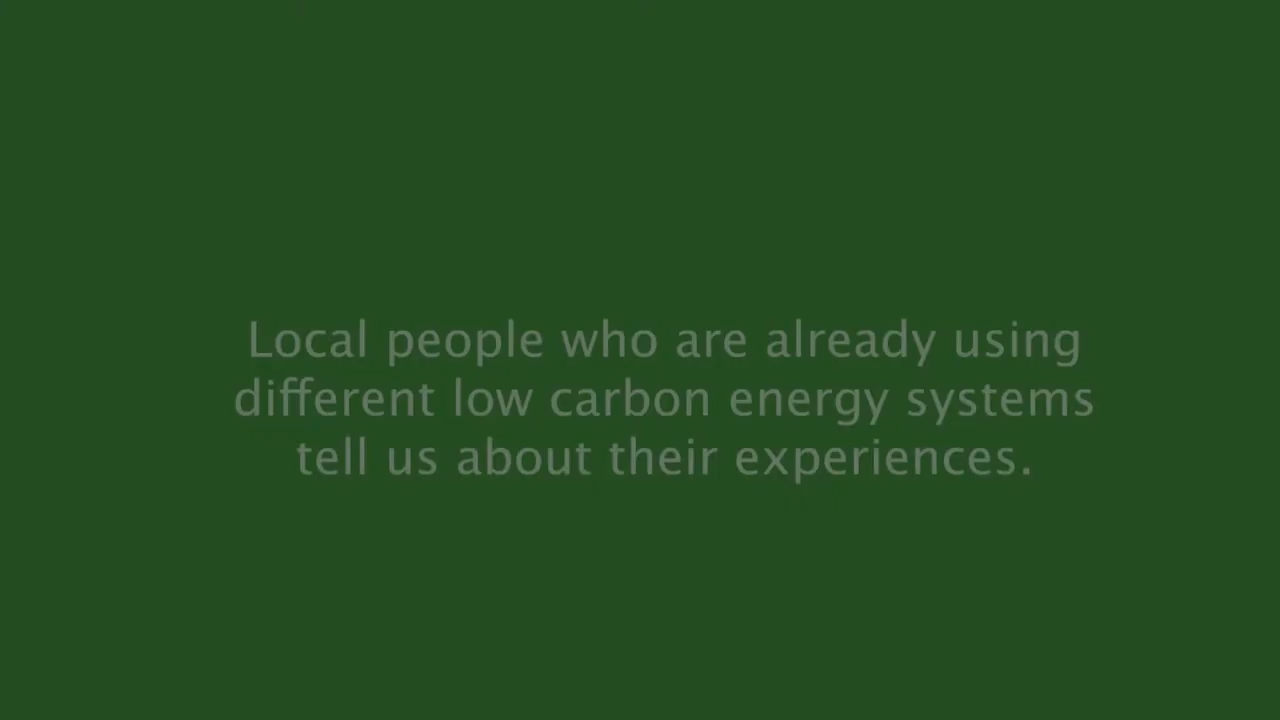 Local people who are already using
different low carbon energy systems
tell us about their experiences.